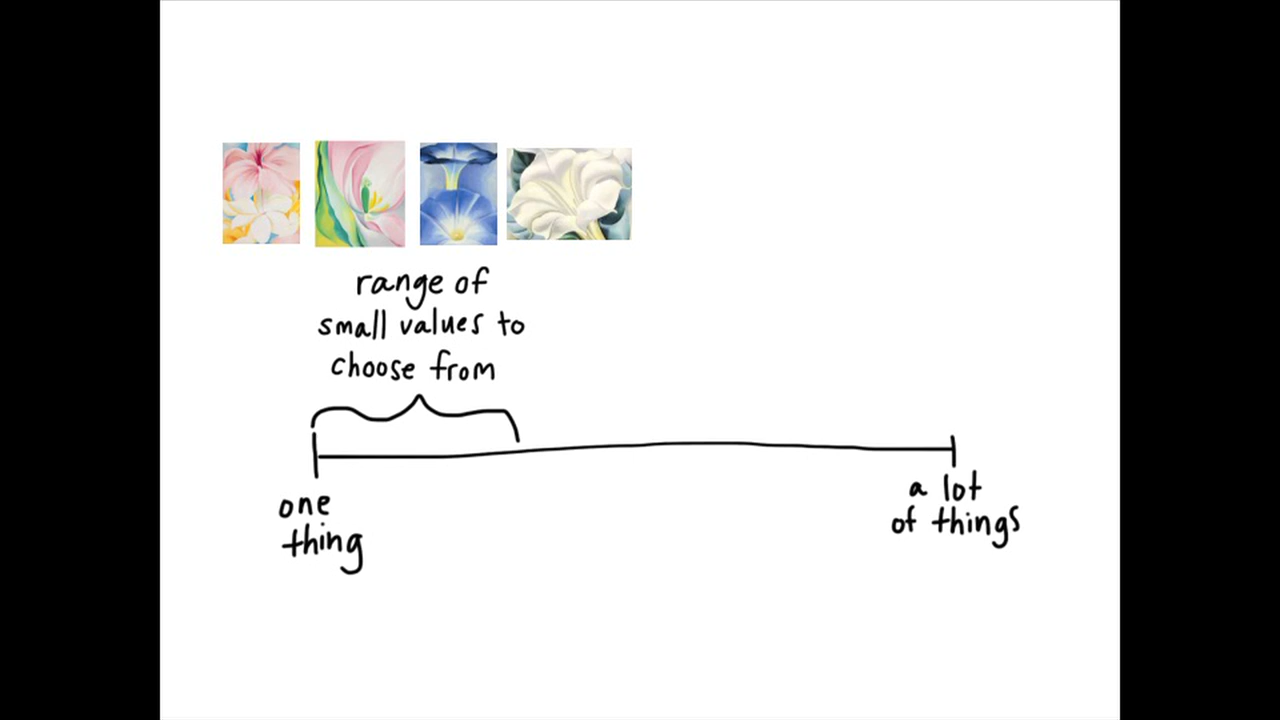 range of
small values to
choose from
one
thing
a lot
of things